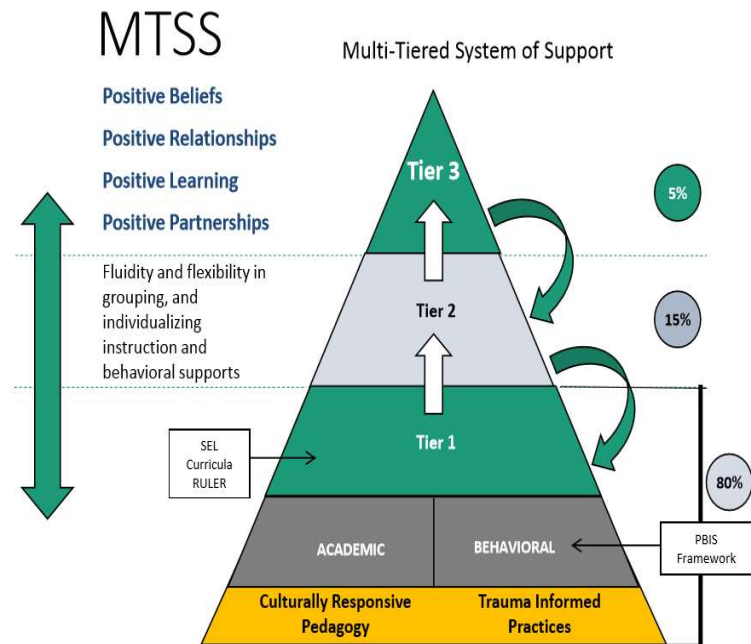 MTSS
Multi-Tiered System of Support
Positive Beliefs
Positive Relationships
Positive Learning
Positive Partnerships
Fluidity and flexibility in
grouping, and
individualizing
instruction and
behavioral supports
Tier 3
5%
Tier 2
15%
Tier 1
SEL
Curricula
RULER
80%
ACADEMIC
BEHAVIORAL
PBIS
Framework
Culturally Responsive
Pedagogy
Trauma Informed
Practices